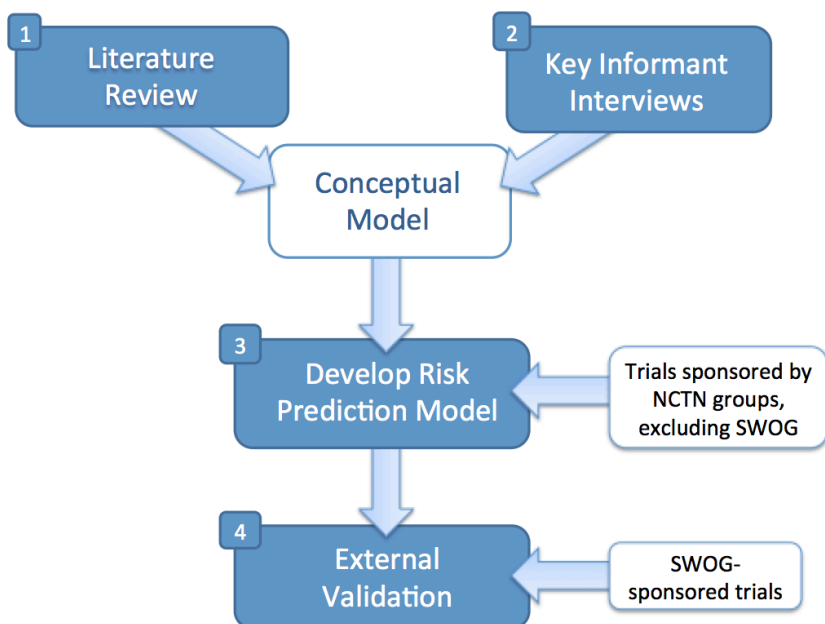 1
Literature
Review
2
Key Informant
Interviews
Conceptual
Model
3
Develop Risk
Prediction Model
Trials sponsored by
NCTN groups,
excluding SWOG
4
External
Validation
SWOG-
sponsored trials